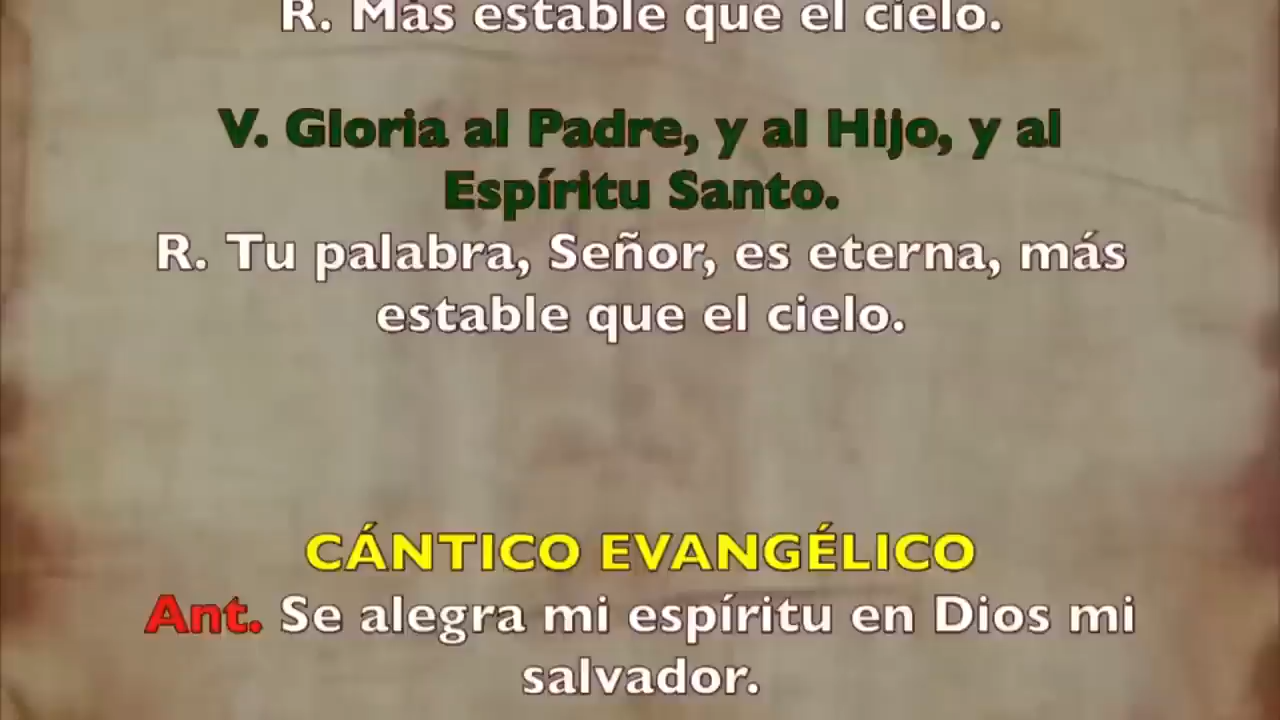 R. Más estable que el cielo.
V. Gloria al Padre, y al Hijo, y al
Espíritu Santo.
R. Tu palabra, Señor, es eterna, más
estable que el cielo.
CÁNTICO EVANGÉLICO
Ant. Se alegra mi espíritu en Dios mi
salvador.